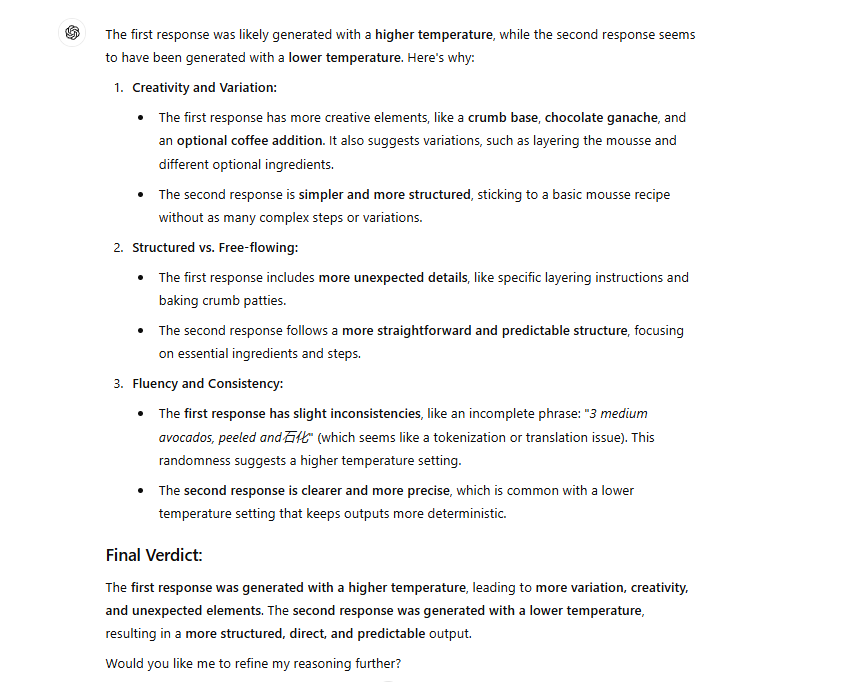 The first response was likely generated with a higher temperature, while the second response seems
to have been generated with a lower temperature. Here's why:
1. Creativity and Variation:
• The first response has more creative elements, like a crumb base, chocolate ganache, and
an optional coffee addition. It also suggests variations, such as layering the mousse and
different optional ingredients.
• The second response is simpler and more structured, sticking to a basic mousse recipe
without as many complex steps or variations.
2. Structured vs. Free-flowing:
• The first response includes more unexpected details, like specific layering instructions and
baking crumb patties.
• The second response follows a more straightforward and predictable structure, focusing
on essential ingredients and steps.
3. Fluency and Consistency:
• The first response has slight inconsistencies, like an incomplete phrase: "3 medium
avocados, peeled and石化" (which seems like a tokenization or translation issue). This
randomness suggests a higher temperature setting.
• The second response is clearer and more precise, which is common with a lower
temperature setting that keeps outputs more deterministic.
Final Verdict:
The first response was generated with a higher temperature, leading to more variation, creativity,
and unexpected elements. The second response was generated with a lower temperature,
resulting in a more structured, direct, and predictable output.
Would you like me to refine my reasoning further?